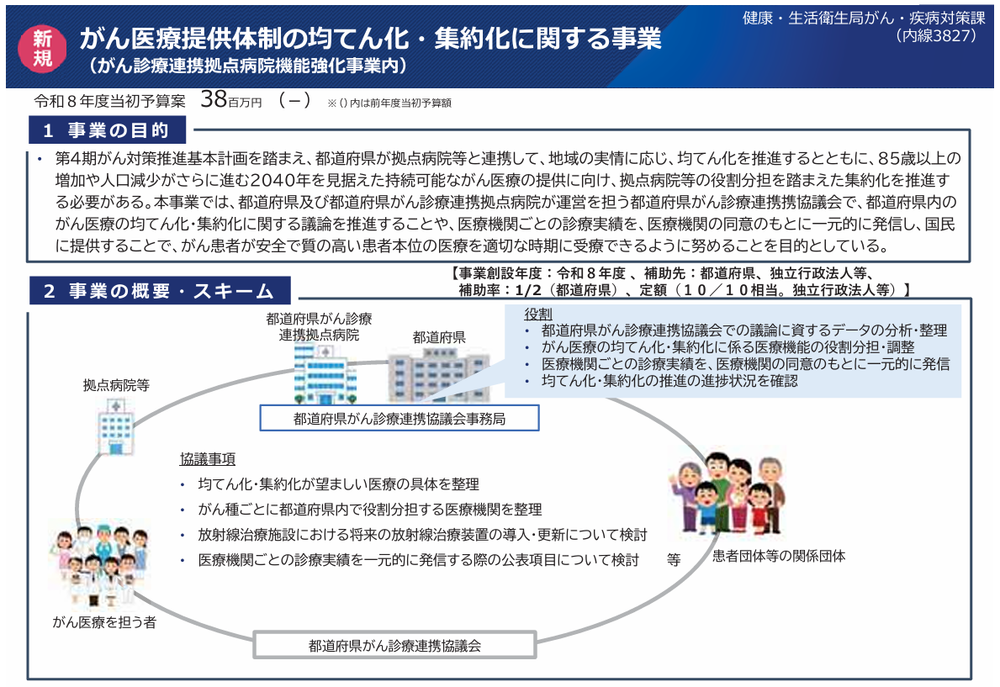 新規
がん医療提供体制の均てん化・集約化に関する事業
（がん診療連携拠点病院機能強化事業内）
健康・生活衛生局がん・疾病対策課
（内線3827）
令和８年度当初予算案 38百万円 （－） ※（）内は前年度当初予算額
1 事業の目的
・ 第4期がん対策推進基本計画を踏まえ、都道府県が拠点病院等と連携して、地域の実情に応じ、均てん化を推進するとともに、85歳以上の
増加や人口減少がさらに進む2040年を見据えた持続可能ながん医療の提供に向け、拠点病院等の役割分担を踏まえた集約化を推進す
る必要がある。本事業では、都道府県及び都道府県がん診療連携拠点病院が運営を担う都道府県がん診療連携携協議会で、都道府県内の
がん医療の均てん化・集約化に関する議論を推進することや、医療機関ごとの診療実績を、医療機関の同意のもとに一元的に発信し、国民
に提供することで、がん患者が安全で質の高い患者本位の医療を適切な時期に受療できるように努めることを目的としている。
2 事業の概要・スキーム
【事業創設年度：令和８年度 、補助先：都道府県、独立行政法人等、
補助率：1/2（都道府県）、定額（１０／１０相当。独立行政法人等）】
都道府県がん診療
連携拠点病院
都道府県
役割
・ 都道府県がん診療連携協議会での議論に資するデータの分析・整理
・ がん医療の均てん化・集約化に係る医療機能の役割分担・調整
・ 医療機関ごとの診療実績を、医療機関の同意のもとに一元的に発信
・ 均てん化・集約化の推進の進捗状況を確認
拠点病院等
都道府県がん診療連携協議会事務局
協議事項
・ 均てん化・集約化が望ましい医療の具体を整理
・ がん種ごとに都道府県内で役割分担する医療機関を整理
・ 放射線治療施設における将来の放射線治療装置の導入・更新について検討
・ 医療機関ごとの診療実績を一元的に発信する際の公表項目について検討 等
患者団体等の関係団体
がん医療を担う者
都道府県がん診療連携協議会